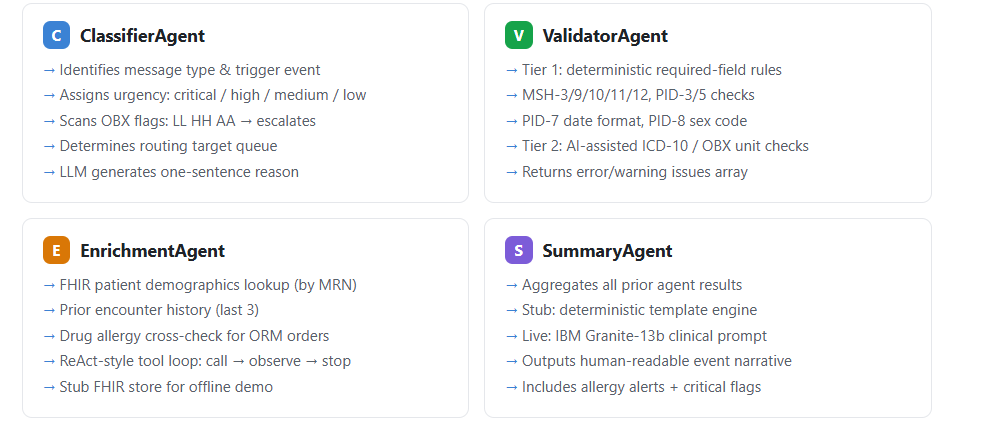 C ClassifierAgent
→ Identifies message type & trigger event
→ Assigns urgency: critical / high / medium / low
→ Scans OBX flags: LL HH AA → escalates
→ Determines routing target queue
→ LLM generates one-sentence reason
V ValidatorAgent
→ Tier 1: deterministic required-field rules
→ MSH-3/9/10/11/12, PID-3/5 checks
→ PID-7 date format, PID-8 sex code
→ Tier 2: AI-assisted ICD-10 / OBX unit checks
→ Returns error/warning issues array
E EnrichmentAgent
→ FHIR patient demographics lookup (by MRN)
→ Prior encounter history (last 3)
→ Drug allergy cross-check for ORM orders
→ ReAct-style tool loop: call → observe → stop
→ Stub FHIR store for offline demo
S SummaryAgent
→ Aggregates all prior agent results
→ Stub: deterministic template engine
→ Live: IBM Granite-13b clinical prompt
→ Outputs human-readable event narrative
→ Includes allergy alerts + critical flags